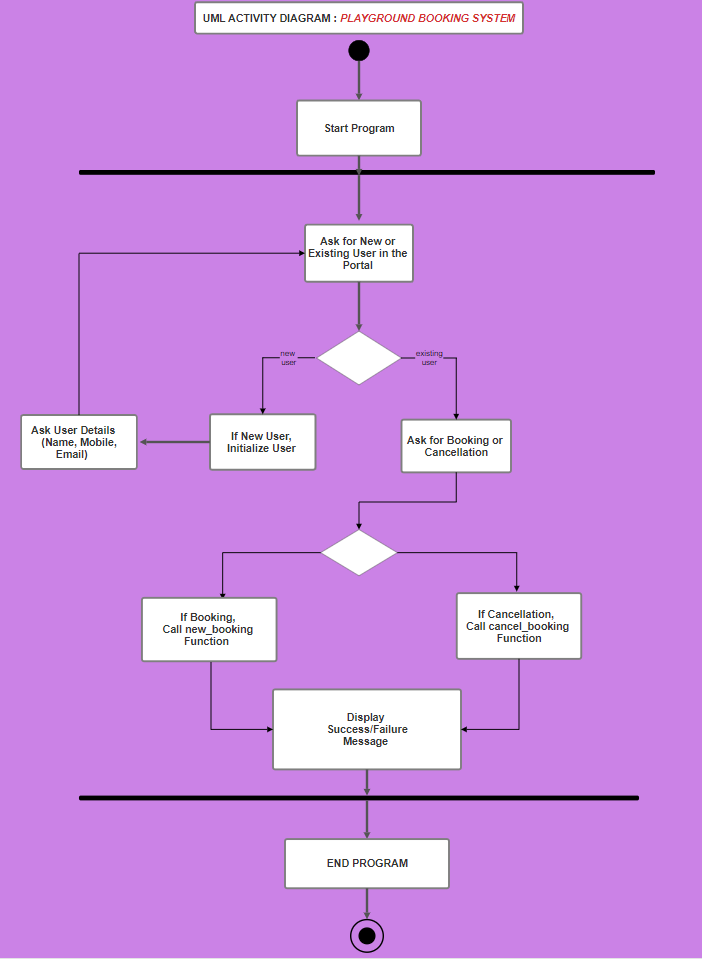 UML ACTIVITY DIAGRAM : PLAYGROUND BOOKING SYSTEM
Start Program
Ask for New or
Existing User in the
Portal
new
user
existing
user
Ask User Details
(Name, Mobile,
Email)
If New User,
Initialize User
Ask for Booking or
Cancellation
If Booking,
Call new_booking
Function
If Cancellation,
Call cancel_booking
Function
Display
Success/Failure
Message
END PROGRAM